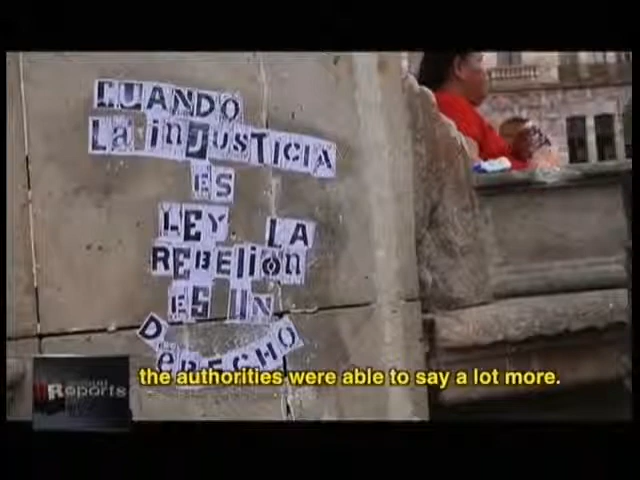 CUANDO
La inJUSTICIA
ES
LEY LA
REBELiÓn
ES UN
DeRECHO
Reports
the authorities were able to say a lot more.